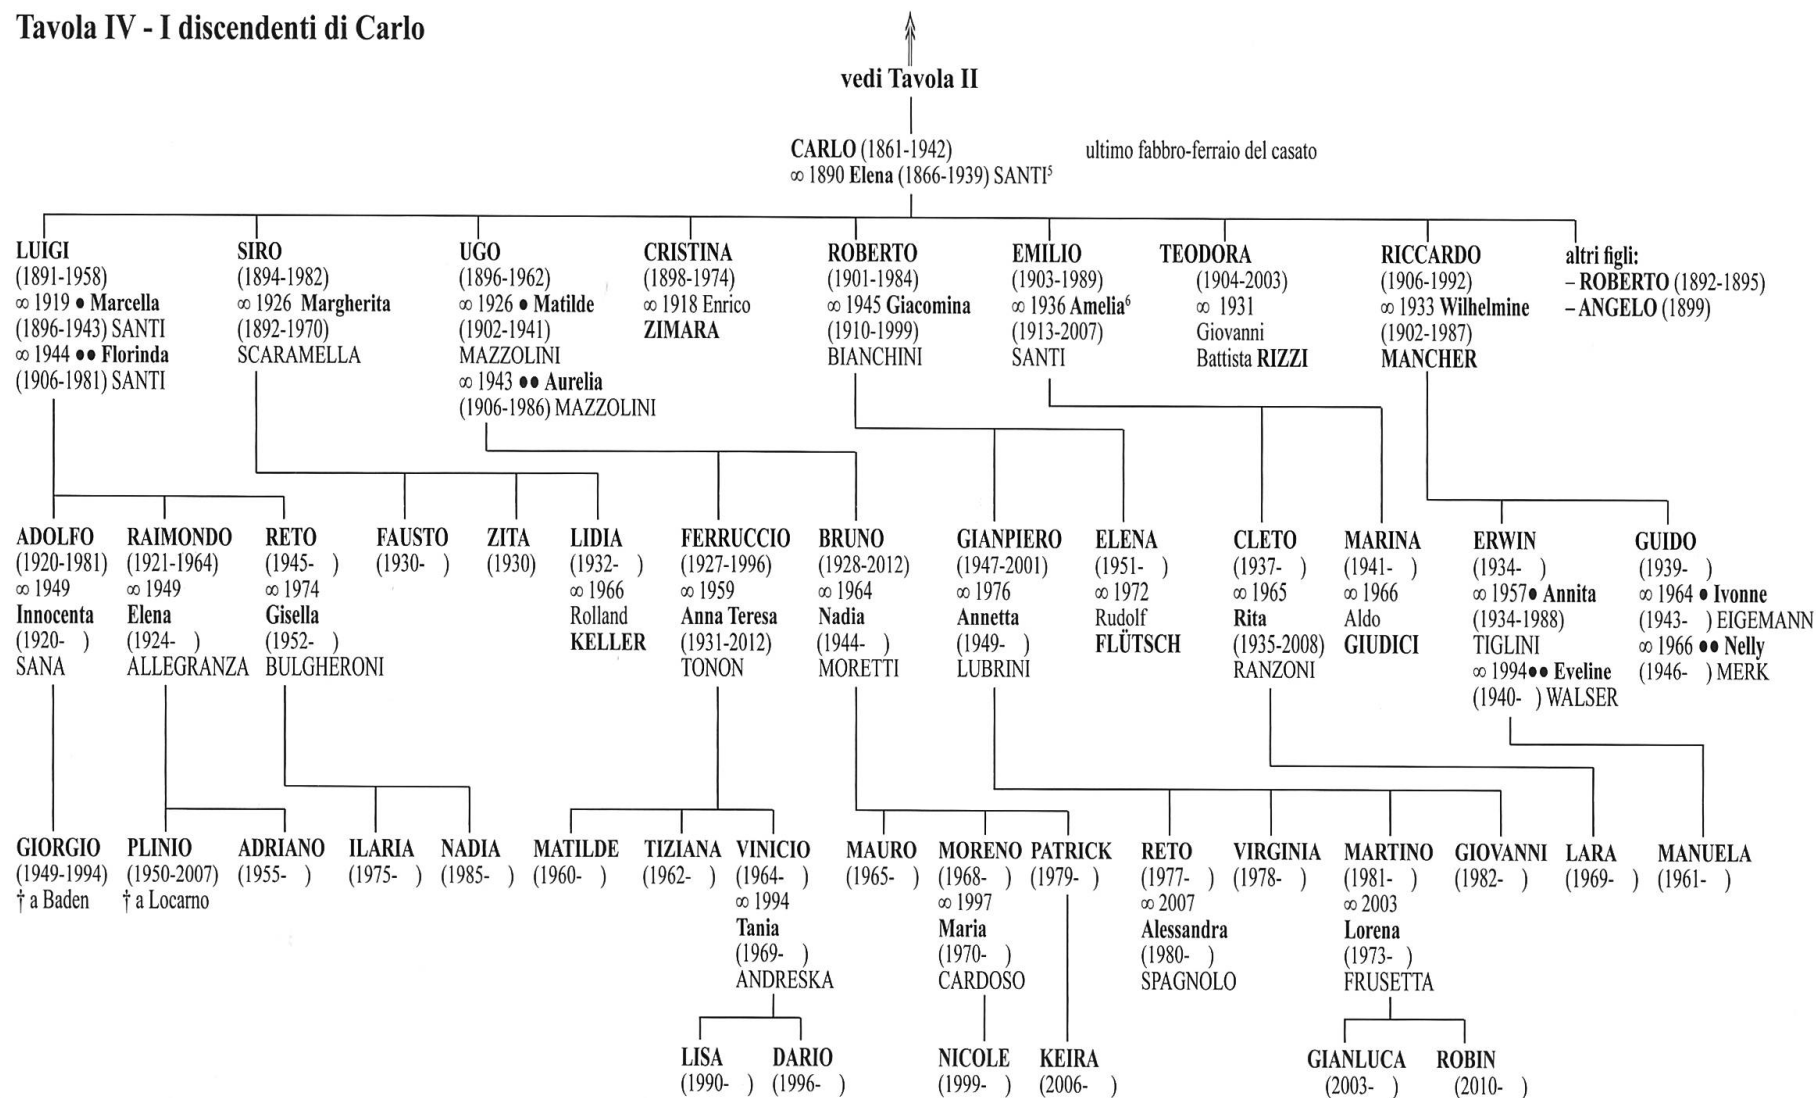 Tavola IV - I discendenti di Carlo
vedi Tavola II
CARLO (1861-1942)
∞ 1890 Elena (1866-1939) SANTI⁵
ultimo fabbro-ferraio del casato
LUIGI
(1891-1958)
∞ 1919 • Marcella
(1896-1943) SANTI
∞ 1944 •• Florinda
(1906-1981) SANTI
SIRO
(1894-1982)
∞ 1926 Margherita
(1892-1970)
SCARAMELLA
UGO
(1896-1962)
∞ 1926 • Matilde
(1902-1941)
MAZZOLINI
∞ 1943 •• Aurelia
(1906-1986) MAZZOLINI
CRISTINA
(1898-1974)
∞ 1918 Enrico
ZIMARA
ROBERTO
(1901-1984)
∞ 1945 Giacomina
(1910-1999)
BIANCHINI
EMILIO
(1903-1989)
∞ 1936 Amelia⁶
(1913-2007)
SANTI
TEODORA
(1904-2003)
∞ 1931
Giovanni
Battista RIZZI
RICCARDO
(1906-1992)
∞ 1933 Wilhelmine
(1902-1987)
MANCHER
altri figli:
– ROBERTO (1892-1895)
– ANGELO (1899)
ADOLFO
(1920-1981)
∞ 1949
Innocenta
(1920- )
SANA
RAIMONDO
(1921-1964)
∞ 1949
Elena
(1924- )
ALLEGRANZA
RETO
(1945- )
∞ 1974
Gisella
(1952- )
BULGHERONI
FAUSTO
(1930- )
ZITA
(1930)
LIDIA
(1932- )
∞ 1966
Rolland
KELLER
FERRUCCIO
(1927-1996)
∞ 1959
Anna Teresa
(1931-2012)
TONON
BRUNO
(1928-2012)
∞ 1964
Nadia
(1944- )
MORETTI
GIANPIERO
(1947-2001)
∞ 1976
Annetta
(1949- )
LUBRINI
ELENA
(1951- )
∞ 1972
Rudolf
FLÜTSCH
CLETO
(1937- )
∞ 1965
Rita
(1935-2008)
RANZONI
MARINA
(1941- )
∞ 1966
Aldo
GIUDICI
ERWIN
(1934- )
∞ 1957• Annita
(1934-1988)
TIGLINI
∞ 1994•• Eveline
(1940- ) WALSER
GUIDO
(1939- )
∞ 1964 • Ivonne
(1943- ) EIGEMANN
∞ 1966 •• Nelly
(1946- ) MERK
GIORGIO
(1949-1994)
† a Baden
PLINIO
(1950-2007)
† a Locarno
ADRIANO
(1955- )
ILARIA
(1975- )
NADIA
(1985- )
MATILDE
(1960- )
TIZIANA
(1962- )
VINICIO
(1964- )
∞ 1994
Tania
(1969- )
ANDRESKA
MAURO
(1965- )
MORENO
(1968- )
∞ 1997
Maria
(1970- )
CARDOSO
PATRICK
(1979- )
RETO
(1977- )
∞ 2007
Alessandra
(1980- )
SPAGNOLO
VIRGINIA
(1978- )
MARTINO
(1981- )
∞ 2003
Lorena
(1973- )
FRUSETTA
GIOVANNI
(1982- )
LARA
(1969- )
MANUELA
(1961- )
LISA
(1990- )
DARIO
(1996- )
NICOLE
(1999- )
KEIRA
(2006- )
GIANLUCA
(2003- )
ROBIN
(2010- )